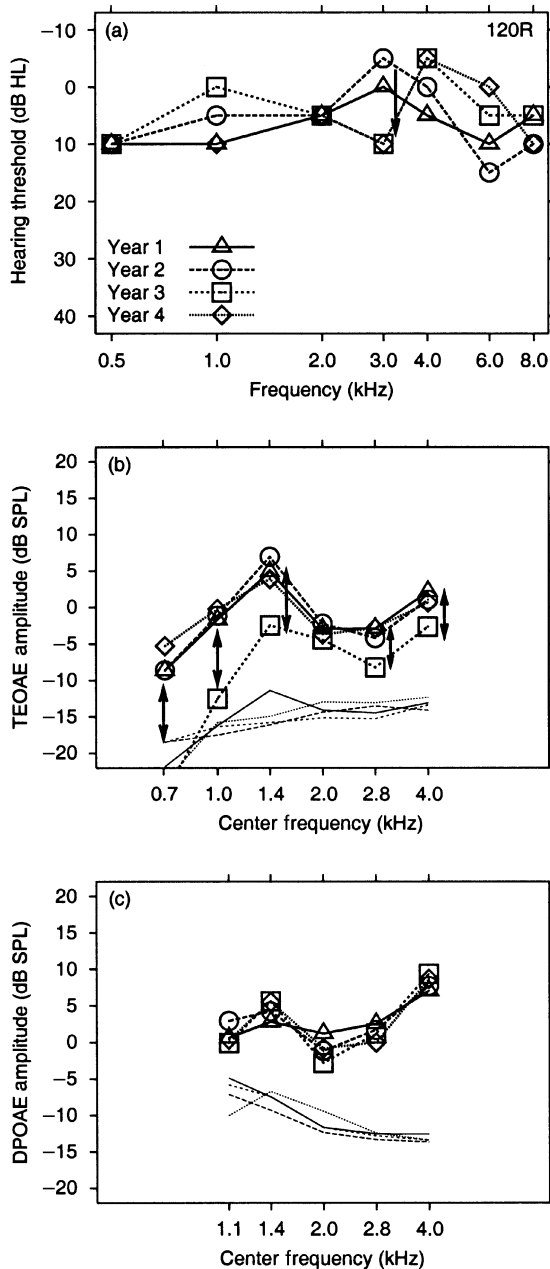 (a)
120R
Hearing threshold (dB HL)
−10
0
10
20
30
40
Year 1
Year 2
Year 3
Year 4
0.5 1.0 2.0 3.0 4.0 6.0 8.0
Frequency (kHz)
(b)
TEOAE amplitude (dB SPL)
20
15
10
5
0
−5
−10
−15
−20
0.7 1.0 1.4 2.0 2.8 4.0
Center frequency (kHz)
(c)
DPOAE amplitude (dB SPL)
20
15
10
5
0
−5
−10
−15
−20
1.1 1.4 2.0 2.8 4.0
Center frequency (kHz)